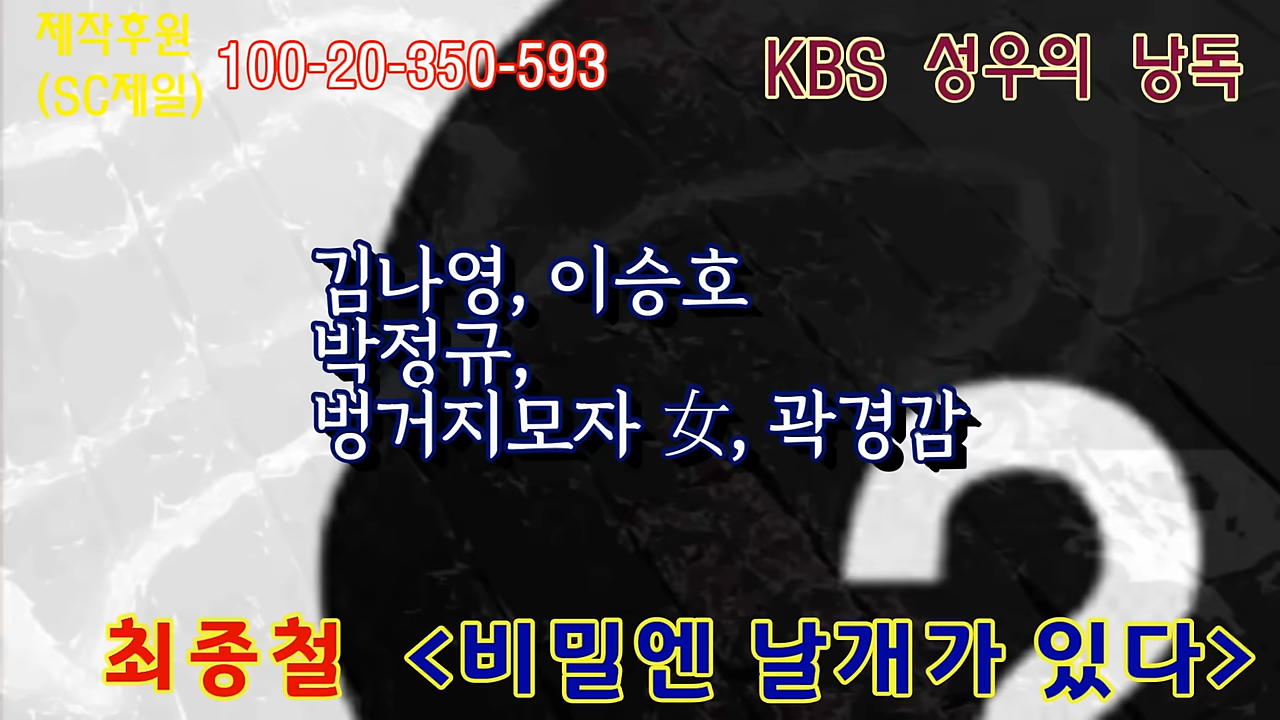 제작후원
(SC제일)
100-20-350-593
KBS 성우의 낭독
김나영, 이승호
박정규,
벙거지모자 女, 곽경감
최종철 <비밀엔 날개가 있다>